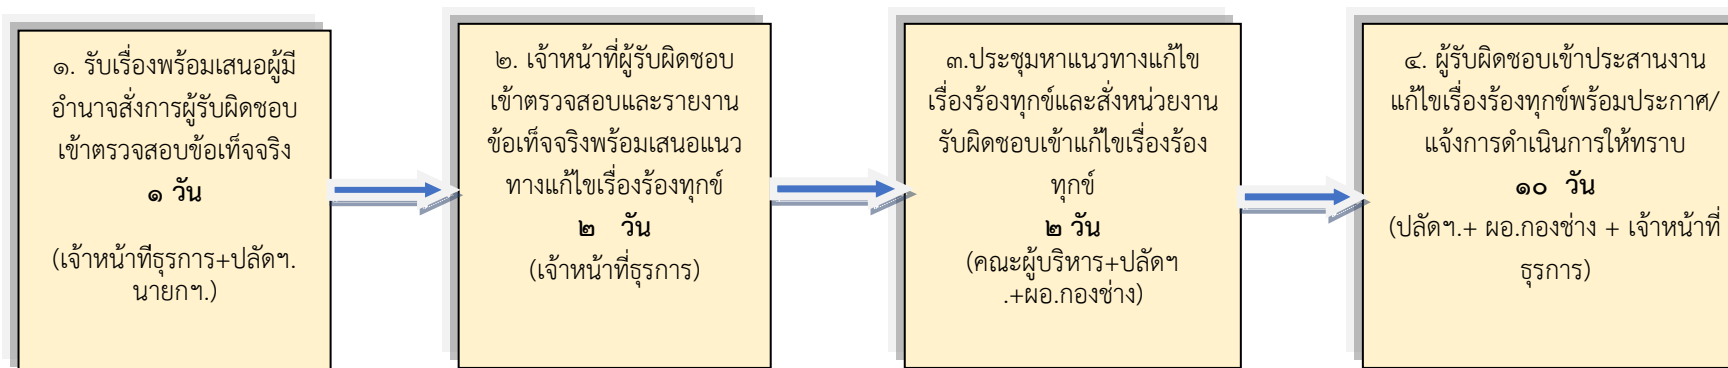 ๑. รับเรื่องพร้อมเสนอผู้มี
อำนาจสั่งการผู้รับผิดชอบ
เข้าตรวจสอบข้อเท็จจริง
๑ วัน
(เจ้าหน้าที่ธุรการ+ปลัดฯ.
นายกฯ.)
๒. เจ้าหน้าที่ผู้รับผิดชอบ
เข้าตรวจสอบและรายงาน
ข้อเท็จจริงพร้อมเสนอแนว
ทางแก้ไขเรื่องร้องทุกข์
๒ วัน
(เจ้าหน้าที่ธุรการ)
๓.ประชุมหาแนวทางแก้ไข
เรื่องร้องทุกข์และสั่งหน่วยงาน
รับผิดชอบเข้าแก้ไขเรื่องร้อง
ทุกข์
๒ วัน
(คณะผู้บริหาร+ปลัดฯ
.+ผอ.กองช่าง)
๔. ผู้รับผิดชอบเข้าประสานงาน
แก้ไขเรื่องร้องทุกข์พร้อมประกาศ/
แจ้งการดำเนินการให้ทราบ
๑๐ วัน
(ปลัดฯ.+ ผอ.กองช่าง + เจ้าหน้าที่
ธุรการ)